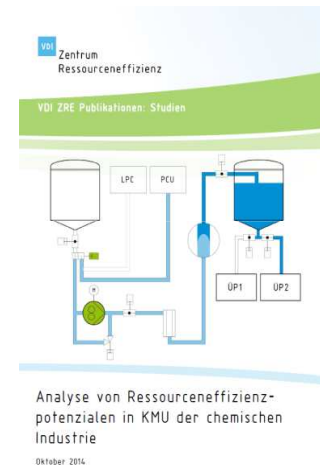 VDI
Zentrum
Ressourceneffizienz
VDI ZRE Publikationen: Studien
LPC
PCU
ÜP1
ÜP2
M
Analyse von Ressourceneffizienz-
potenzialen in KMU der chemischen
Industrie
Oktober 2014